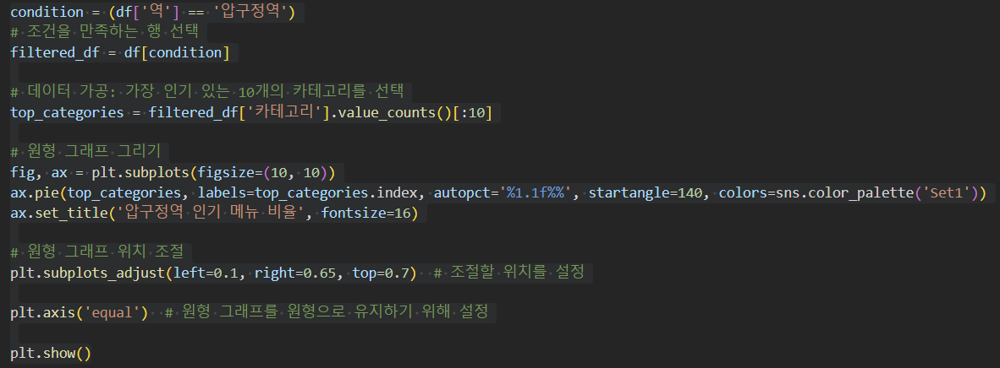 condition = (df['역'] == '압구정역')
# 조건을 만족하는 행 선택
filtered_df = df[condition]
# 데이터 가공: 가장 인기 있는 10개의 카테고리를 선택
top_categories = filtered_df['카테고리'].value_counts()[:10]
# 원형 그래프 그리기
fig, ax = plt.subplots(figsize=(10, 10))
ax.pie(top_categories, labels=top_categories.index, autopct='%1.1f%%', startangle=140, colors=sns.color_palette('Set1'))
ax.set_title('압구정역 인기 메뉴 비율', fontsize=16)
# 원형 그래프 위치 조절
plt.subplots_adjust(left=0.1, right=0.65, top=0.7)  # 조절할 위치를 설정
plt.axis('equal')  # 원형 그래프를 원형으로 유지하기 위해 설정
plt.show()